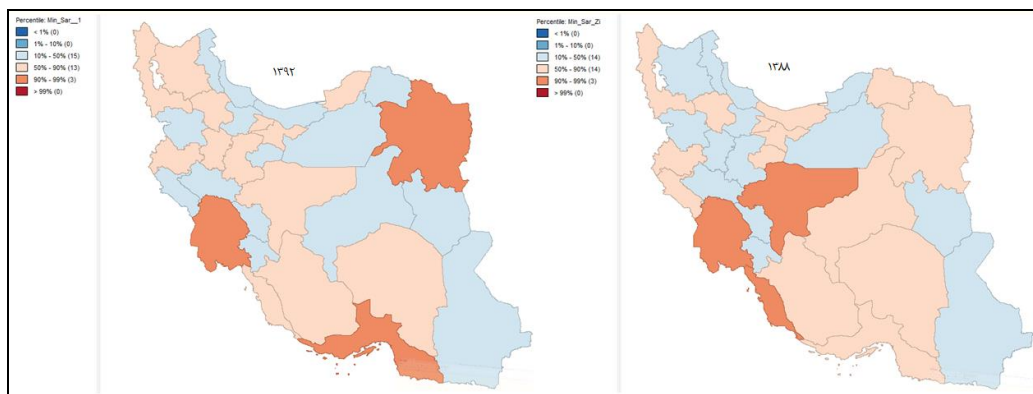 Percentile: Min_Sar__1
< 1% (0)
1% - 10% (0)
10% - 50% (15)
50% - 90% (13)
90% - 99% (3)
> 99% (0)
۱۳۹۲
Percentile: Min_Sar_Zi
< 1% (0)
1% - 10% (0)
10% - 50% (14)
50% - 90% (14)
90% - 99% (3)
> 99% (0)
۱۳۸۸